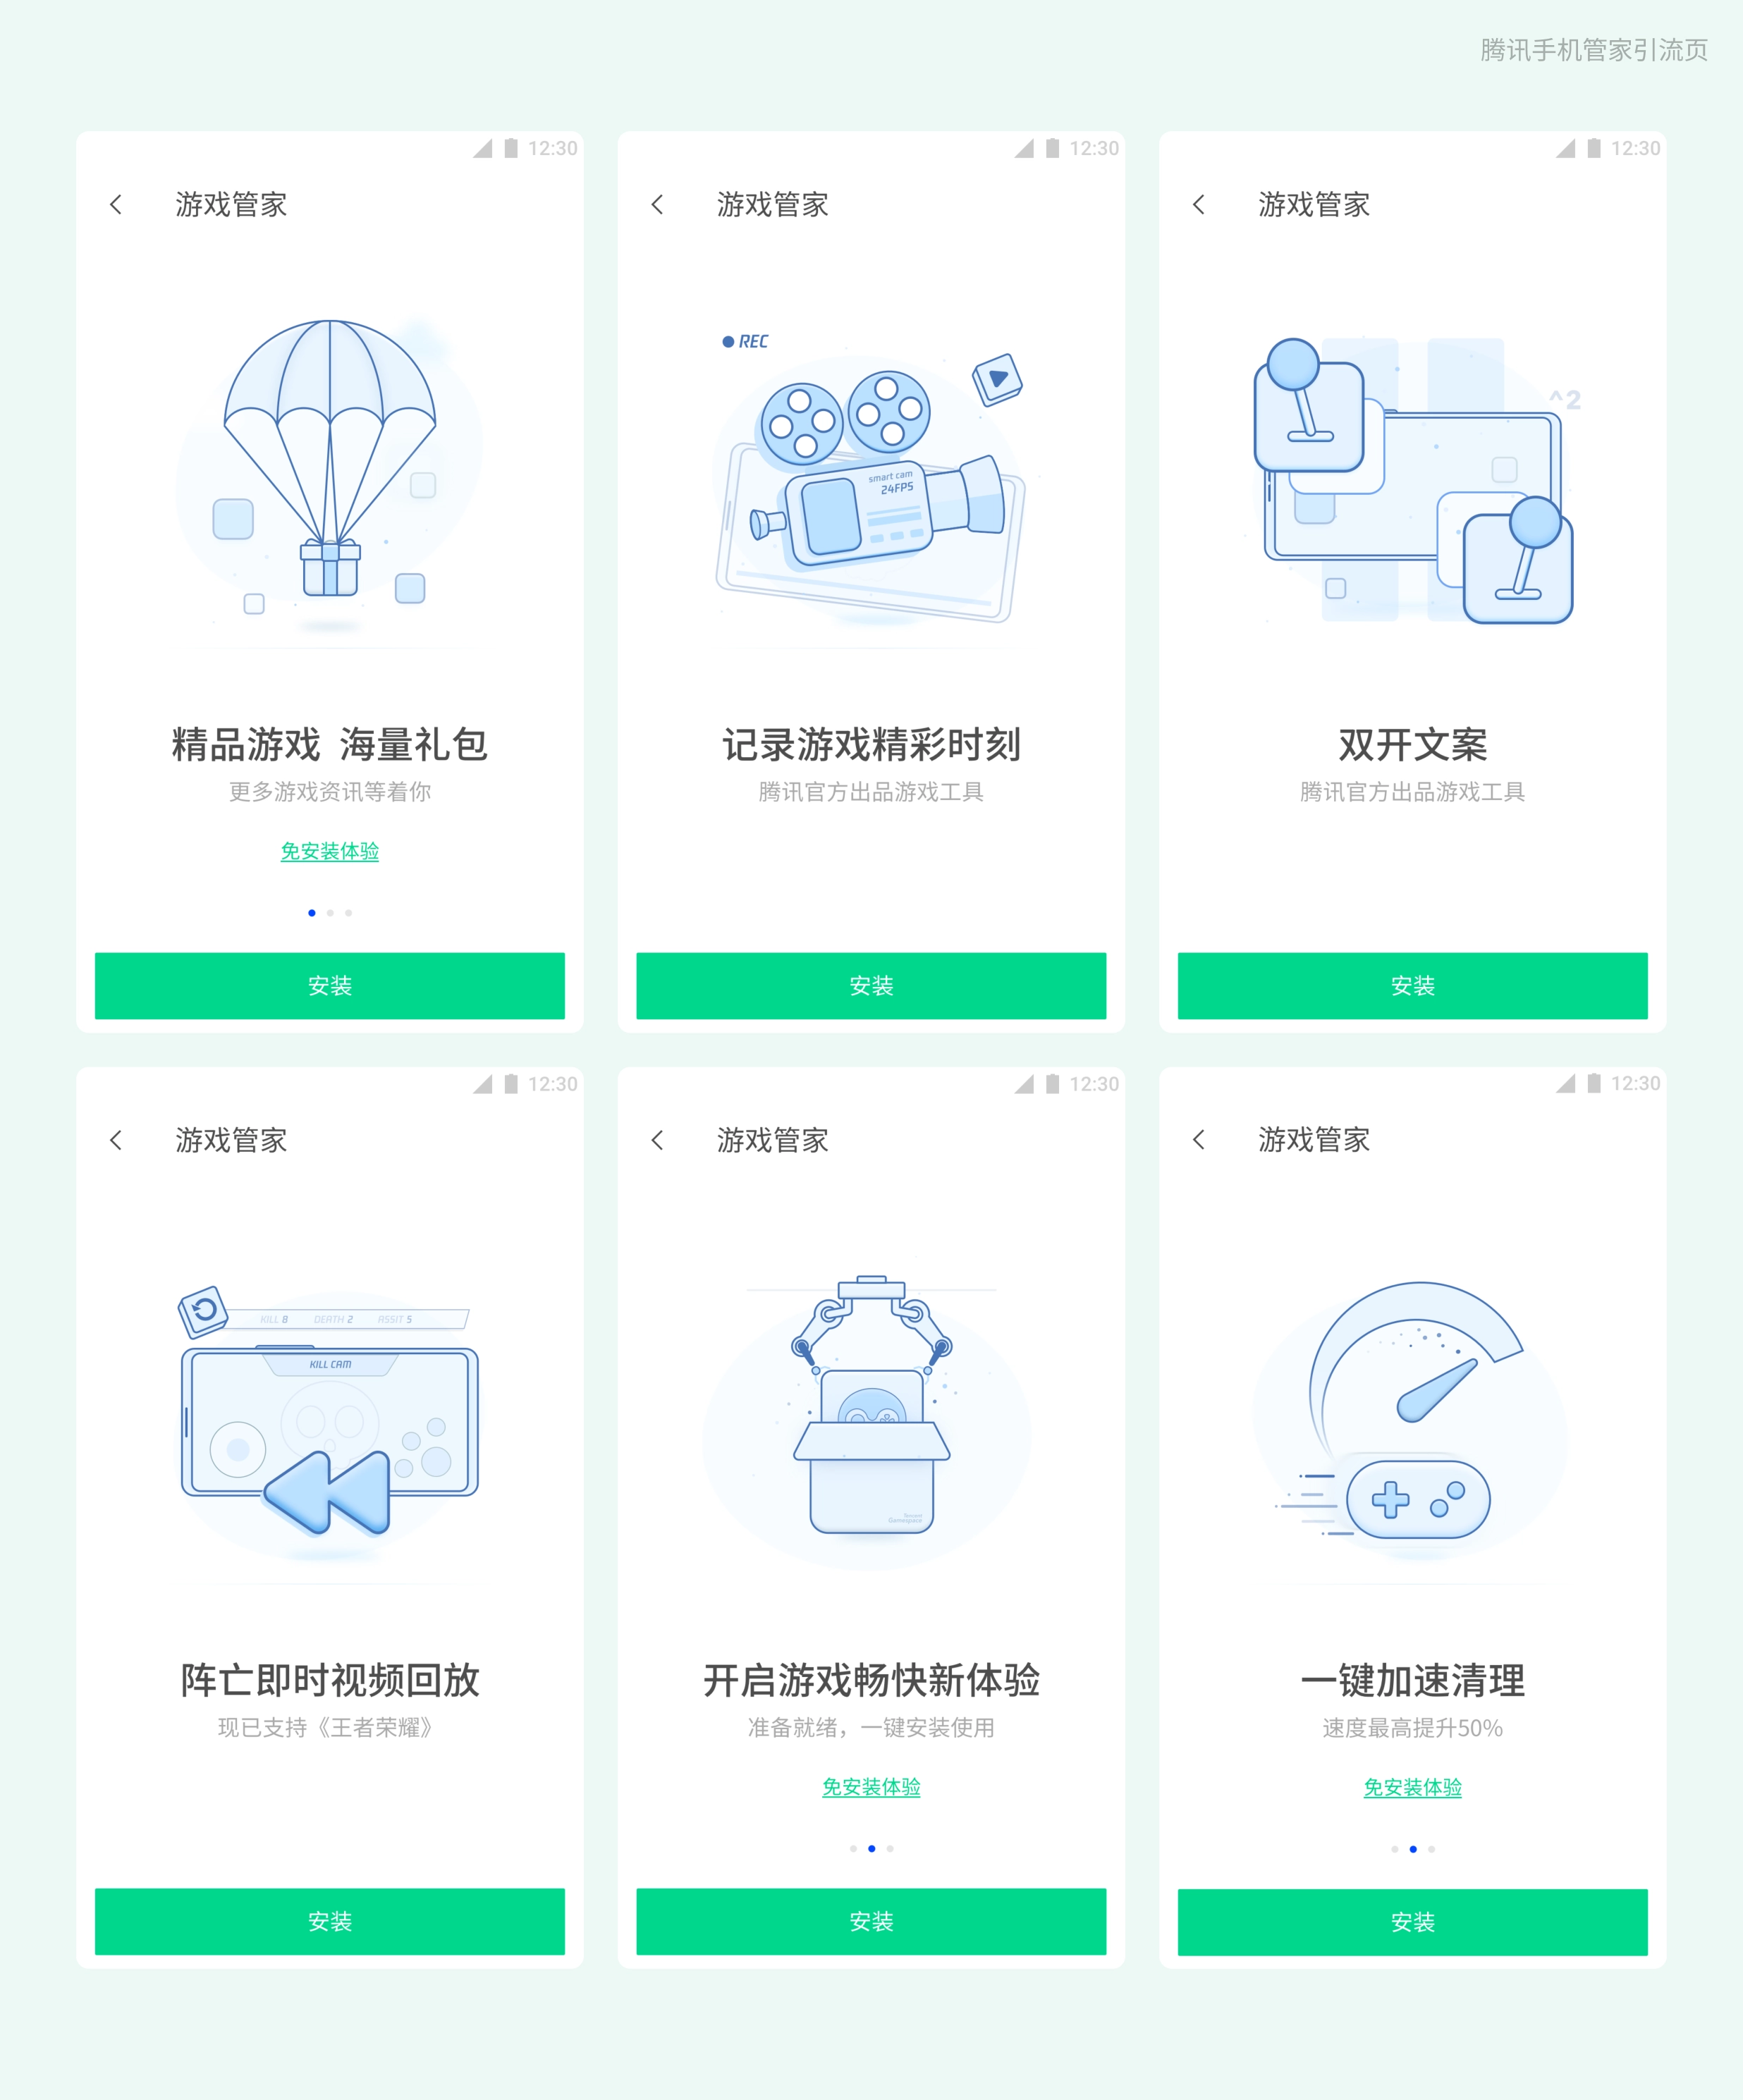 腾讯手机管家引流页
12:30
游戏管家
精品游戏 海量礼包
更多游戏资讯等着你
免安装体验
安装
12:30
游戏管家
REC
smart cam
24FPS
记录游戏精彩时刻
腾讯官方出品游戏工具
安装
12:30
游戏管家
^2
双开文案
腾讯官方出品游戏工具
安装
12:30
游戏管家
KILL 8 DEATH 2 ASSIT 5
KILL CAM
阵亡即时视频回放
现已支持《王者荣耀》
安装
12:30
游戏管家
Tencent
开启游戏畅快新体验
准备就绪，一键安装使用
免安装体验
安装
12:30
游戏管家
一键加速清理
速度最高提升50%
免安装体验
安装